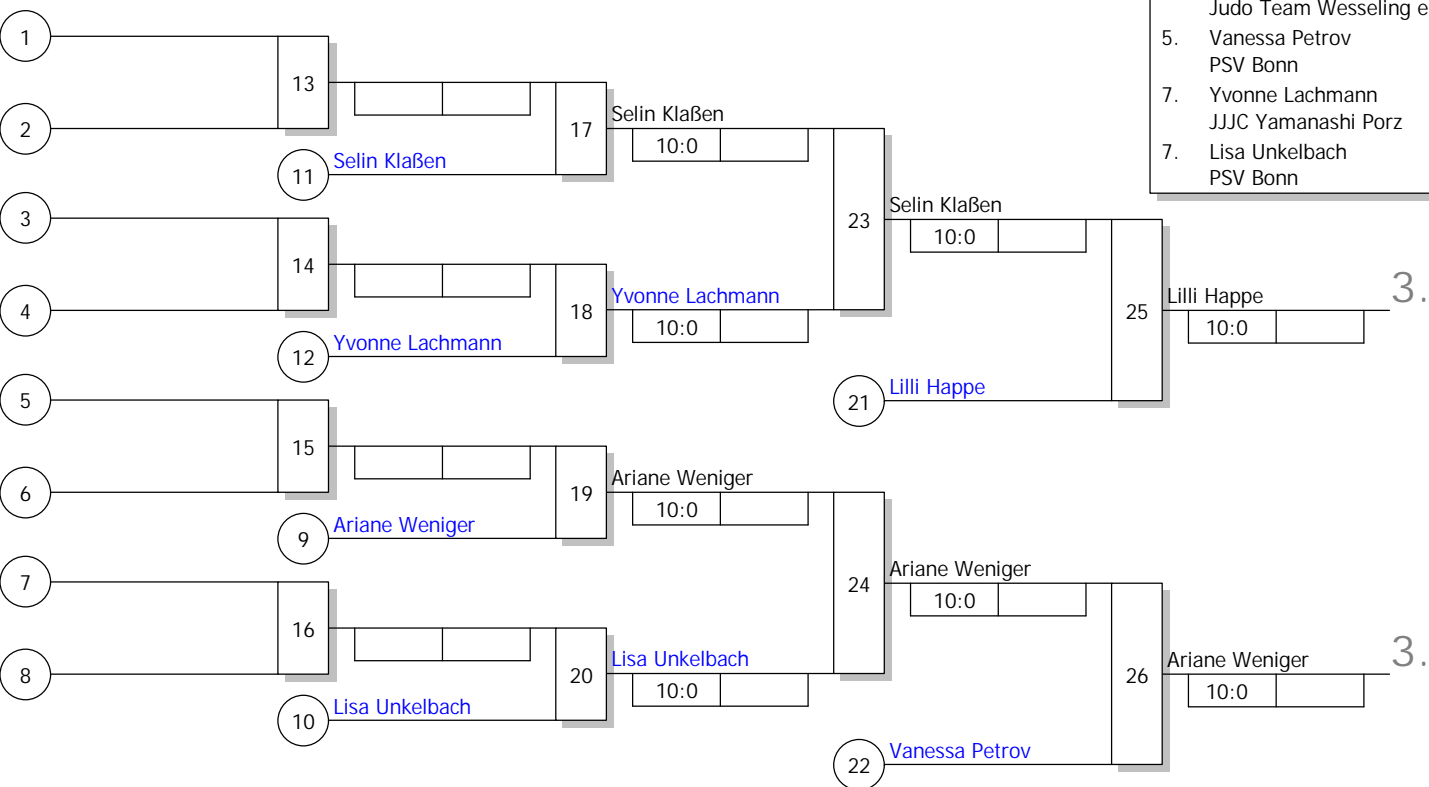 Judo Team Wesseling e
5. Vanessa Petrov
PSV Bonn
7. Yvonne Lachmann
JJJC Yamanashi Porz
7. Lisa Unkelbach
PSV Bonn
1
13
2
17
Selin Klaßen
10:0
11
Selin Klaßen
3
23
Selin Klaßen
10:0
14
4
18
Yvonne Lachmann
10:0
12
Yvonne Lachmann
25
Lilli Happe
3.
10:0
5
21
Lilli Happe
15
6
19
Ariane Weniger
10:0
9
Ariane Weniger
7
24
Ariane Weniger
10:0
16
8
20
Lisa Unkelbach
10:0
10
Lisa Unkelbach
26
Ariane Weniger
3.
10:0
22
Vanessa Petrov